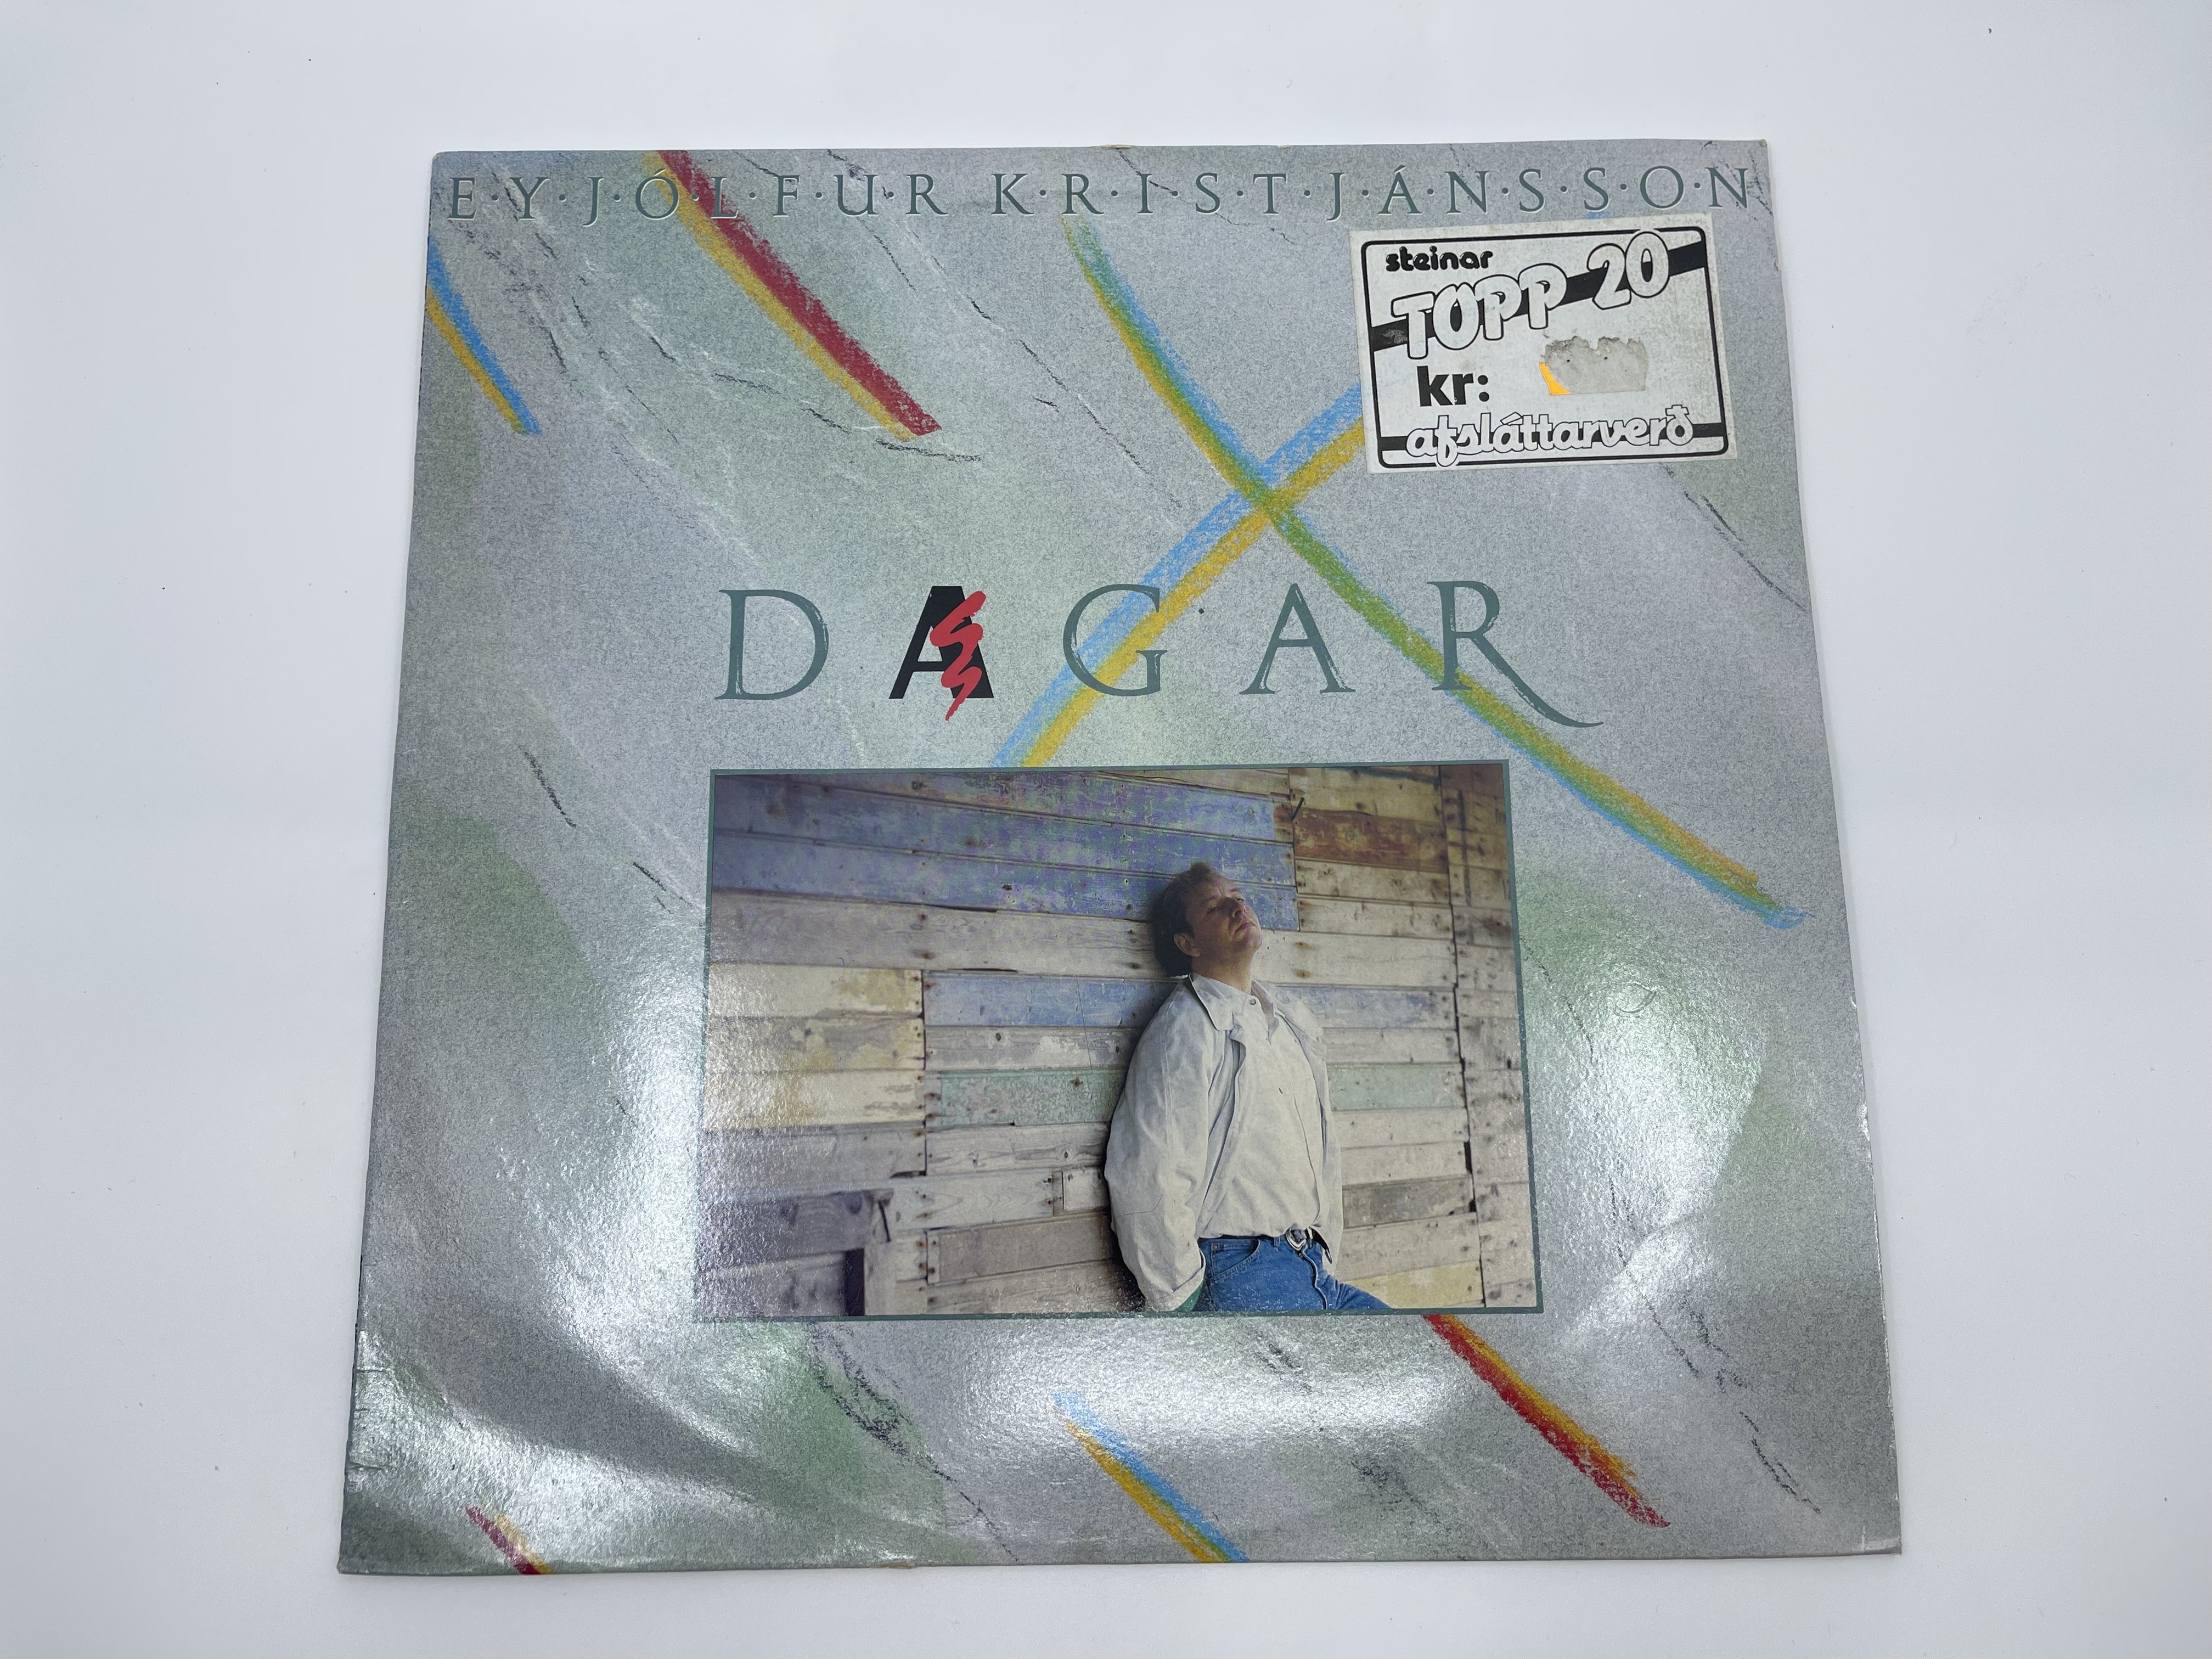 E·Y·J·Ó·L·F·U·R K·R·I·S·T·J·Á·N·S·S·O·N
steinar
TOPP 20
kr:
afsláttarverð
DAGAR